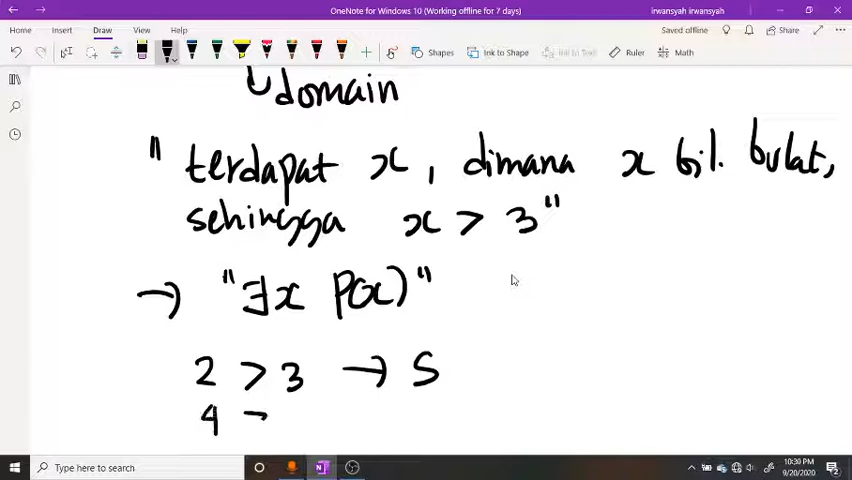 OneNote for Windows 10 (Working offline for 7 days)
irwansyah irwansyah
Home Insert Draw View Help
Saved offline Share
Shapes Ink to Shape Ink to Text Ruler Math
domain
" terdapat x, dimana x bil. bulat,
sehingga x > 3"
→ "∃x P(x)"
2 > 3 → S
4 >
Type here to search
10:30 PM
9/20/2020
2